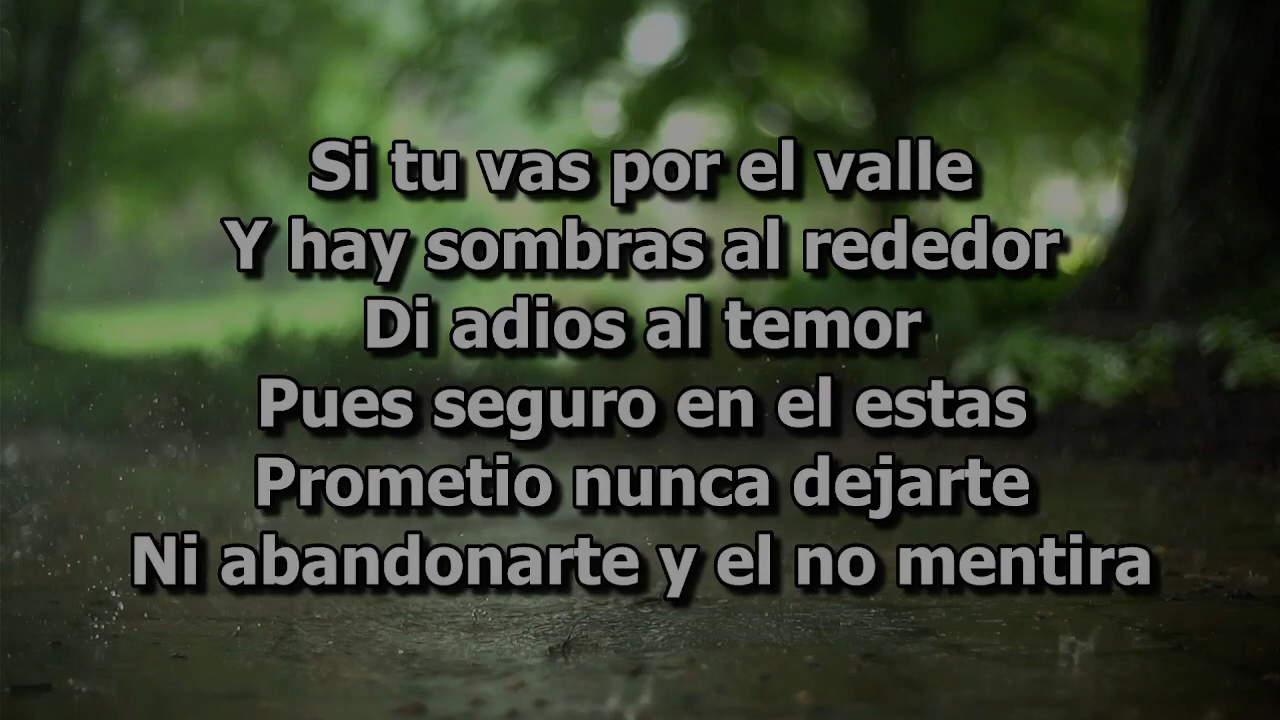 Si tu vas por el valle
Y hay sombras al rededor
Di adios al temor
Pues seguro en el estas
Prometio nunca dejarte
Ni abandonarte y el no mentira